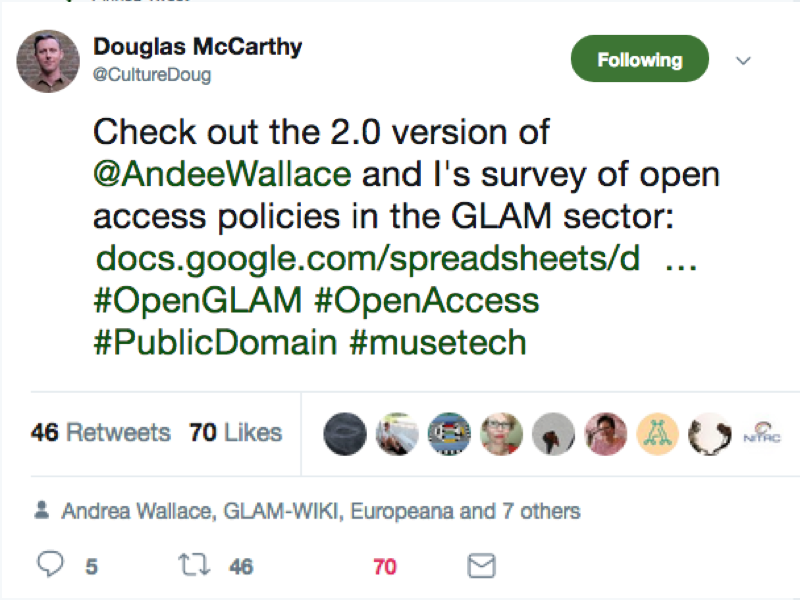 Douglas McCarthy
@CultureDoug
Following
Check out the 2.0 version of
@AndeeWallace and I's survey of open
access policies in the GLAM sector:
docs.google.com/spreadsheets/d …
#OpenGLAM #OpenAccess
#PublicDomain #musetech
46 Retweets 70 Likes
NITRC
Andrea Wallace, GLAM-WIKI, Europeana and 7 others
5 46 70